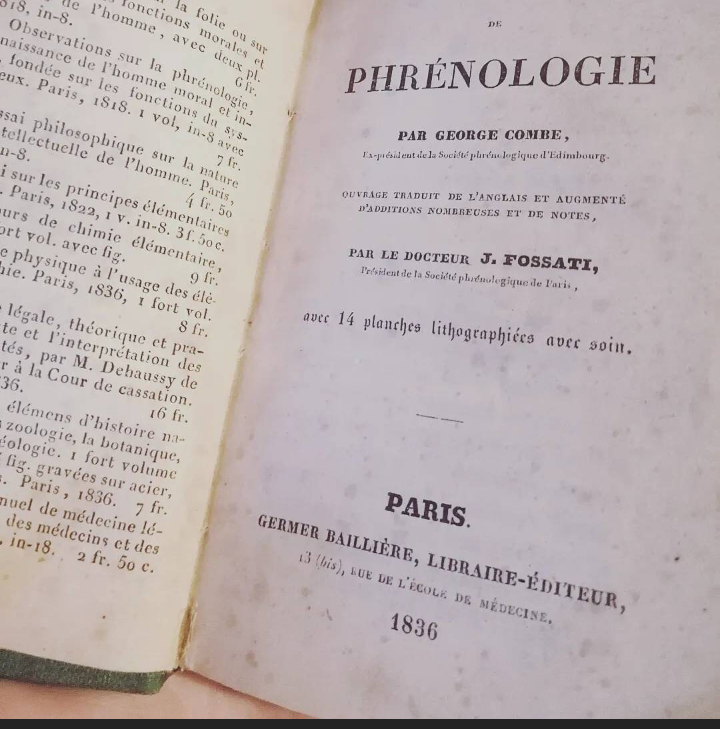 la folie ou sur
fonctions morales et
de l'homme, avec deux pl.
818, in-8. 6 fr.
Observations sur la phrénologie,
naissance de l'homme moral et in-
, fondée sur les fonctions du sys-
eux. Paris, 1818. 1 vol, in-8 avec
7 fr.
ssai philosophique sur la nature
tellectuelle de l'homme. Paris,
n-8. 4 fr. 50
i sur les principes élémentaires
. Paris, 1822, 1 v. in-8. 3f. 50c.
urs de chimie élémentaire,
ort vol. avec fig. 9 fr.
e physique à l'usage des élé-
hie. Paris, 1836, 1 fort vol.
8 fr.
légale, théorique et pra-
te et l'interprétation des
tés, par M. Dehaussy de
r à la Cour de cassation.
36. 16 fr.
élémens d'histoire na-
zoologie, la botanique,
éologie. 1 fort volume
fig. gravées sur acier,
s. Paris, 1836. 7 fr.
nuel de médecine lé-
des médecins et des
, in-18. 2 fr. 50 c.
DE
PHRÉNOLOGIE
PAR GEORGE COMBE,
Ex-président de la Société phrénologique d'Edimbourg.
OUVRAGE TRADUIT DE L'ANGLAIS ET AUGMENTÉ
D'ADDITIONS NOMBREUSES ET DE NOTES,
PAR LE DOCTEUR J. FOSSATI,
Président de la Société phrénologique de Paris,
avec 14 planches lithographiées avec soin.
PARIS.
GERMER BAILLIÈRE, LIBRAIRE-ÉDITEUR,
13 (bis), RUE DE L'ÉCOLE DE MÉDECINE.
1836